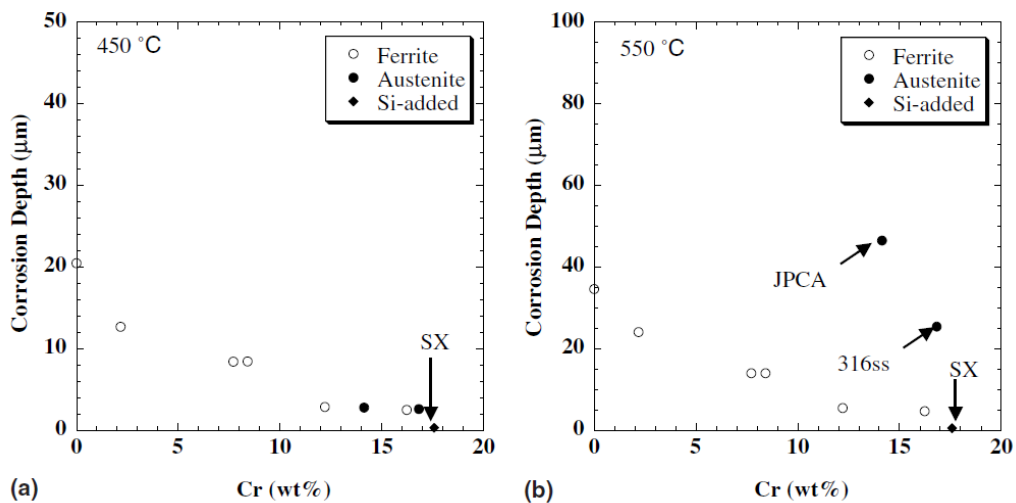 450 °C
Ferrite
Austenite
Si-added
50
40
30
20
10
0
Corrosion Depth (μm)
SX
0 5 10 15 20
Cr (wt%)
(a)
550 °C
Ferrite
Austenite
Si-added
100
80
60
40
20
0
Corrosion Depth (μm)
JPCA
316ss
SX
0 5 10 15 20
Cr (wt%)
(b)